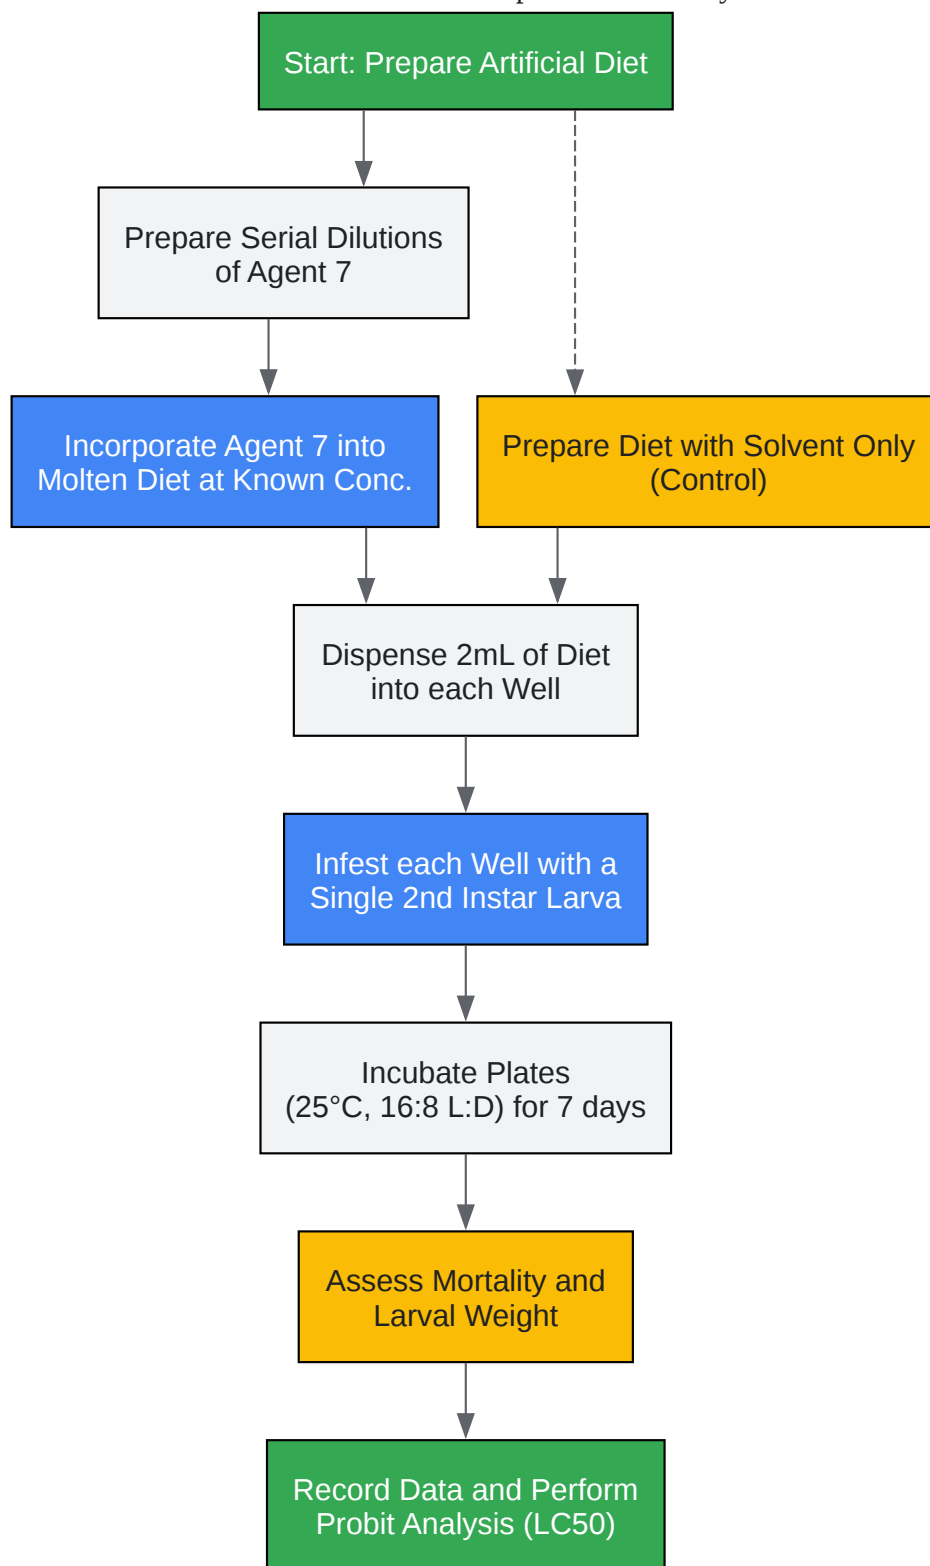 Start: Prepare Artificial Diet
Prepare Serial Dilutions
of Agent 7
Incorporate Agent 7 into
Molten Diet at Known Conc.
Prepare Diet with Solvent Only
(Control)
Dispense 2mL of Diet
into each Well
Infest each Well with a
Single 2nd Instar Larva
Incubate Plates
(25°C, 16:8 L:D) for 7 days
Assess Mortality and
Larval Weight
Record Data and Perform
Probit Analysis (LC50)